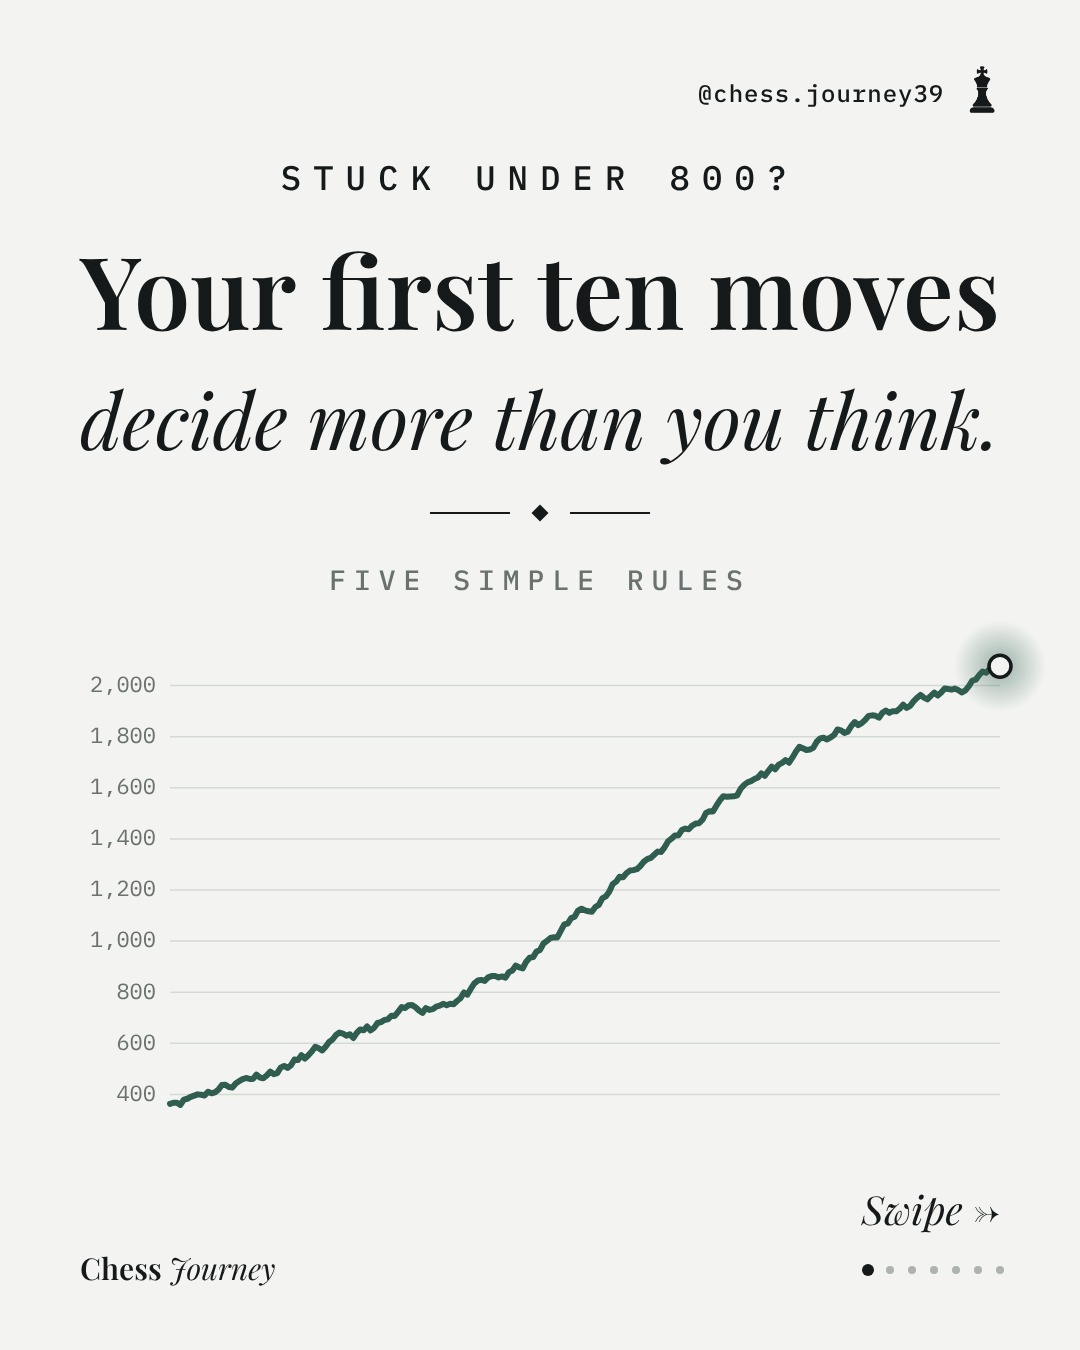 @chess.journey39
STUCK UNDER 800?
Your first ten moves
decide more than you think.
FIVE SIMPLE RULES
2,000
1,800
1,600
1,400
1,200
1,000
800
600
400
Swipe
Chess Journey